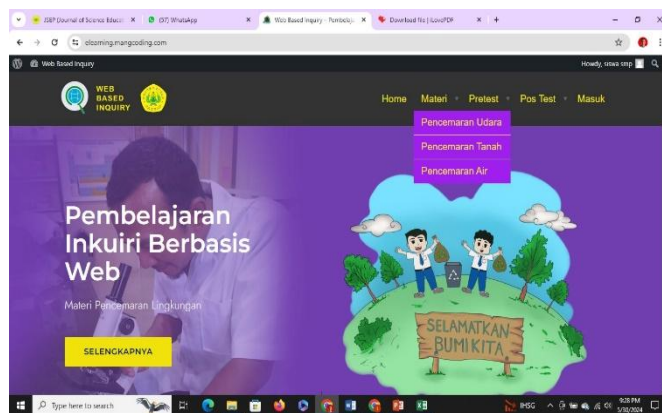 JSEP (Journal of Science Educat
(37) WhatsApp
Web Based Inquiry - Pembelaja
Download file | iLovePDF
elearning.mangcoding.com
Web Based Inquiry
Howdy, siswa smp
WEB
BASED
INQUIRY
Home Materi Pretest Pos Test Masuk
Pencemaran Udara
Pencemaran Tanah
Pencemaran Air
Pembelajaran
Inkuiri Berbasis
Web
Materi Pencemaran Lingkungan
SELENGKAPNYA
SELAMATKAN
BUMI KITA
Type here to search
IHSG
9:28 PM
5/10/2024